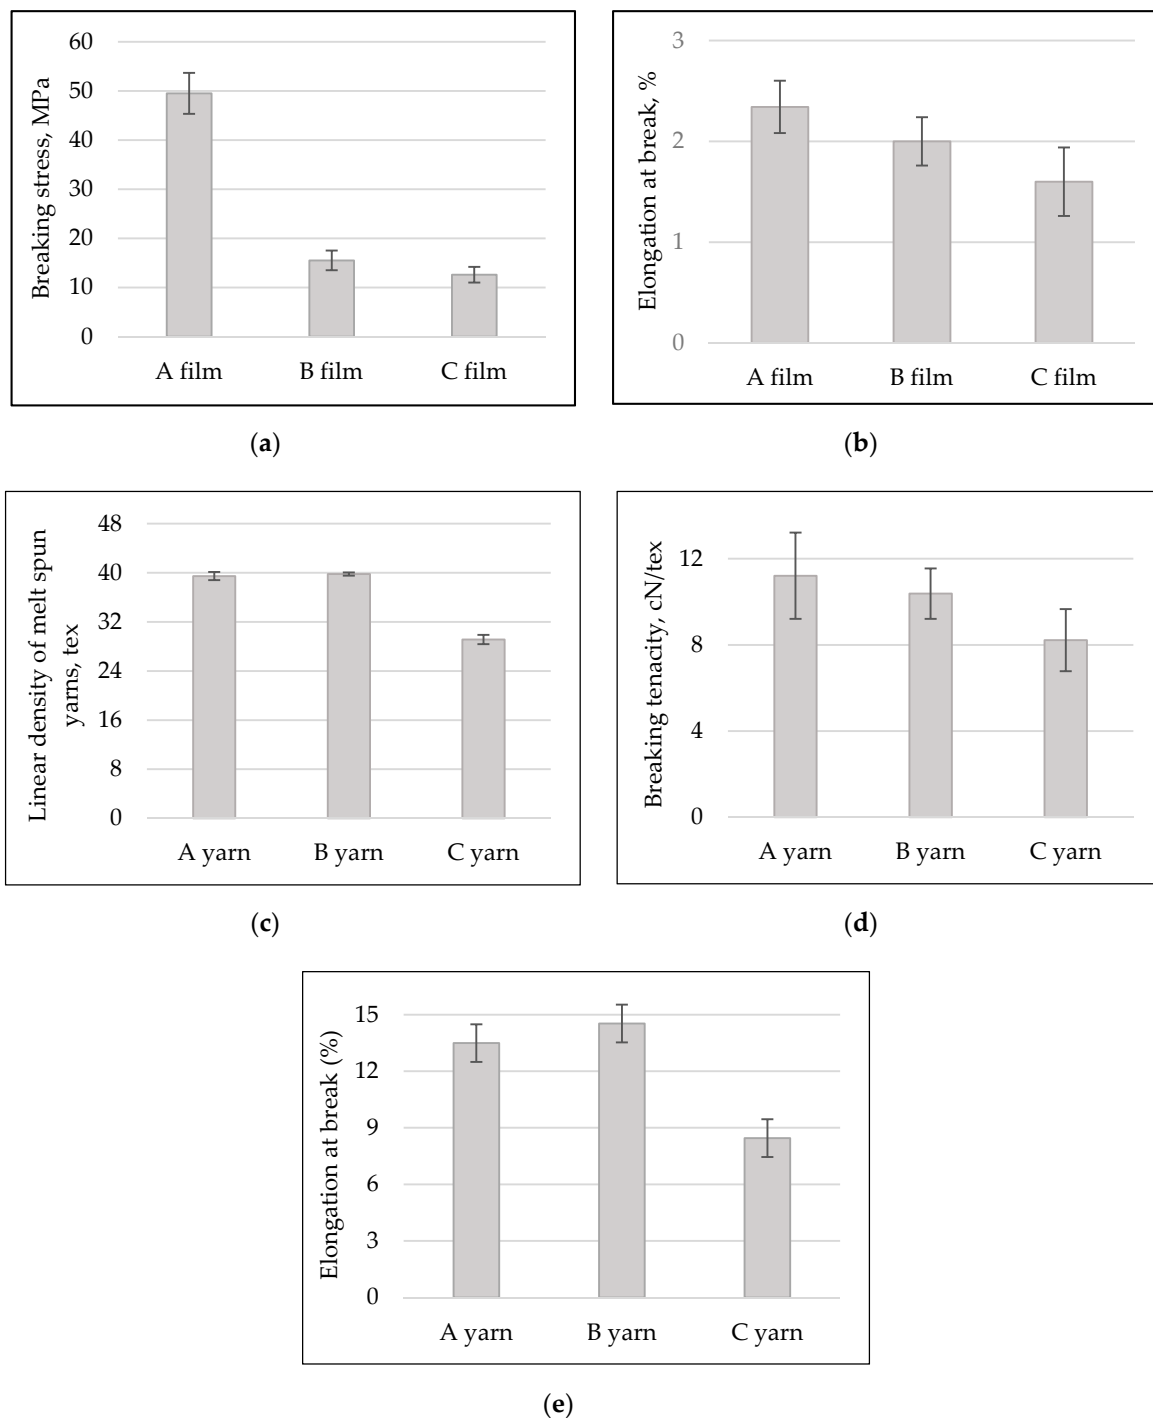 60
50
40
30
20
10
0
Breaking stress, MPa
A film B film C film
(a)
3
2
1
0
Elongation at break, %
A film B film C film
(b)
48
40
32
24
16
8
0
Linear density of melt spun
yarns, tex
A yarn B yarn C yarn
(c)
12
8
4
0
Breaking tenacity, cN/tex
A yarn B yarn C yarn
(d)
15
12
9
6
3
0
Elongation at break (%)
A yarn B yarn C yarn
(e)